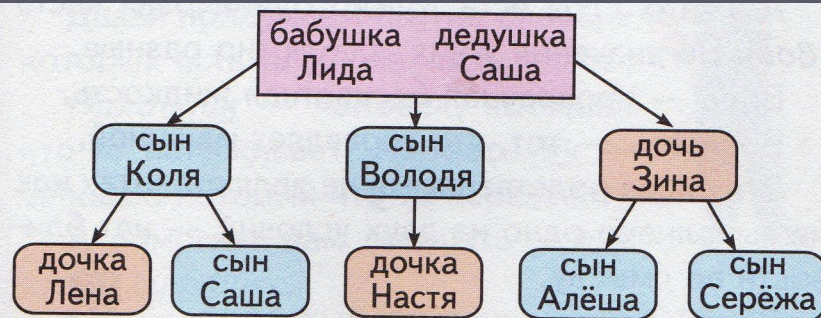 бабушка дедушка
Лида Саша
сын
Коля
сын
Володя
дочь
Зина
дочка
Лена
сын
Саша
дочка
Настя
сын
Алёша
сын
Серёжа